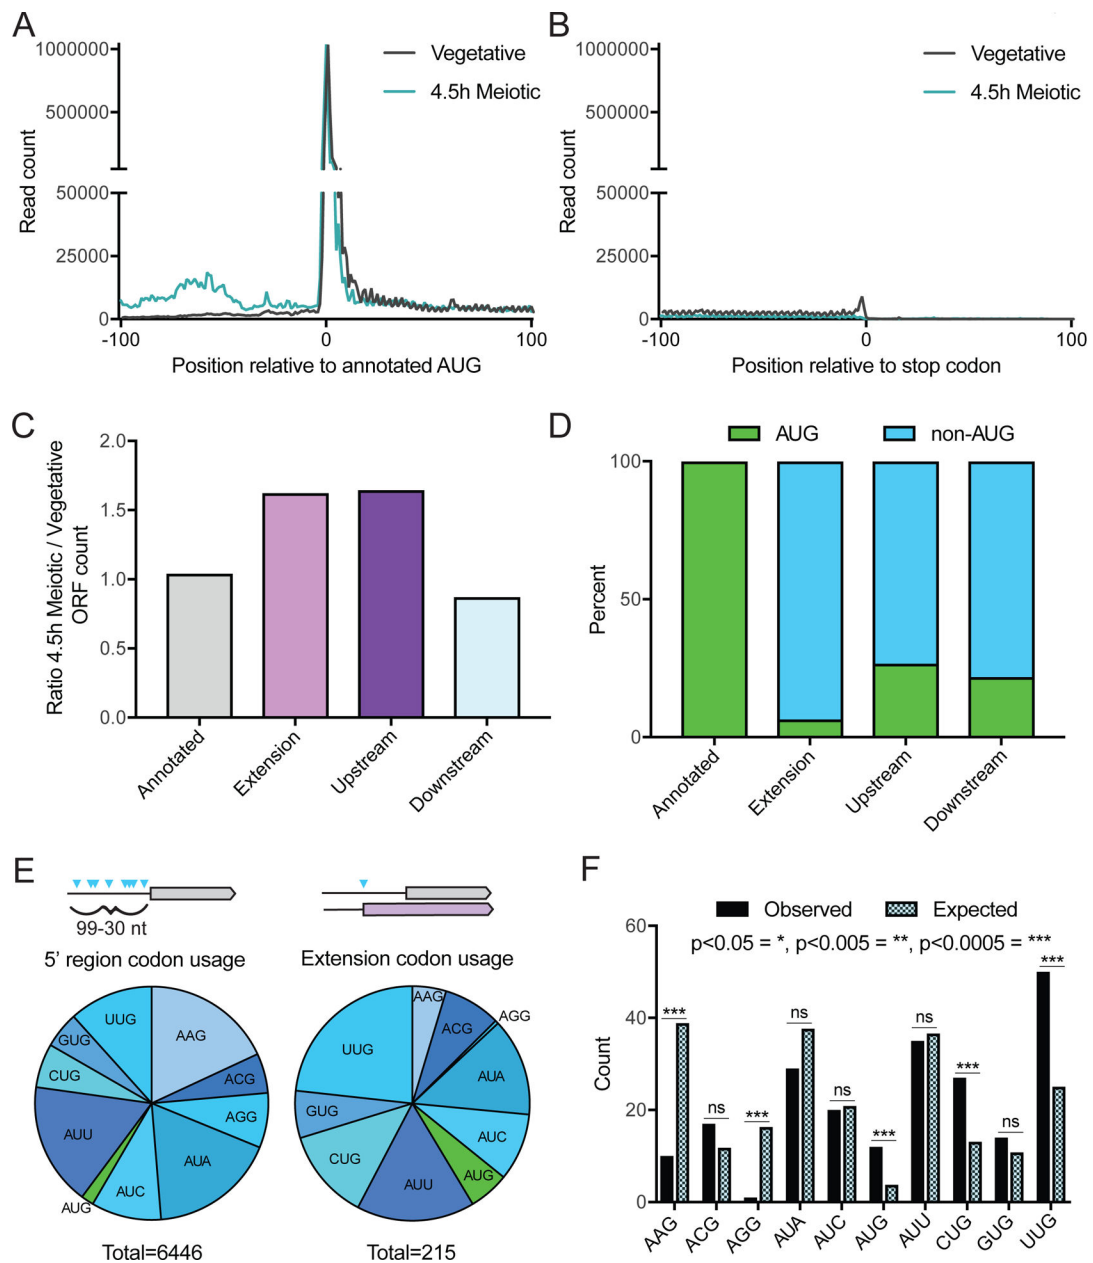 A
1000000
500000
50000
25000
0
-100
0
100
Read count
Position relative to annotated AUG
Vegetative
4.5h Meiotic
B
1000000
500000
50000
25000
0
-100
0
100
Read count
Position relative to stop codon
Vegetative
4.5h Meiotic
C
Ratio 4.5h Meiotic / Vegetative
ORF count
2.0
1.5
1.0
0.5
0.0
Annotated
Extension
Upstream
Downstream
D
AUG
non-AUG
Percent
100
50
0
Annotated
Extension
Upstream
Downstream
E
99-30 nt
5' region codon usage
AAG
ACG
AGG
AUA
AUC
AUG
AUU
CUG
GUG
UUG
Total=6446
Extension codon usage
AAG
ACG
AGG
AUA
AUC
AUG
AUU
CUG
GUG
UUG
Total=215
F
Observed
Expected
p<0.05 = *, p<0.005 = **, p<0.0005 = ***
Count
60
40
20
0
***
ns
***
ns
ns
***
ns
***
ns
***
AAG
ACG
AGG
AUA
AUC
AUG
AUU
CUG
GUG
UUG